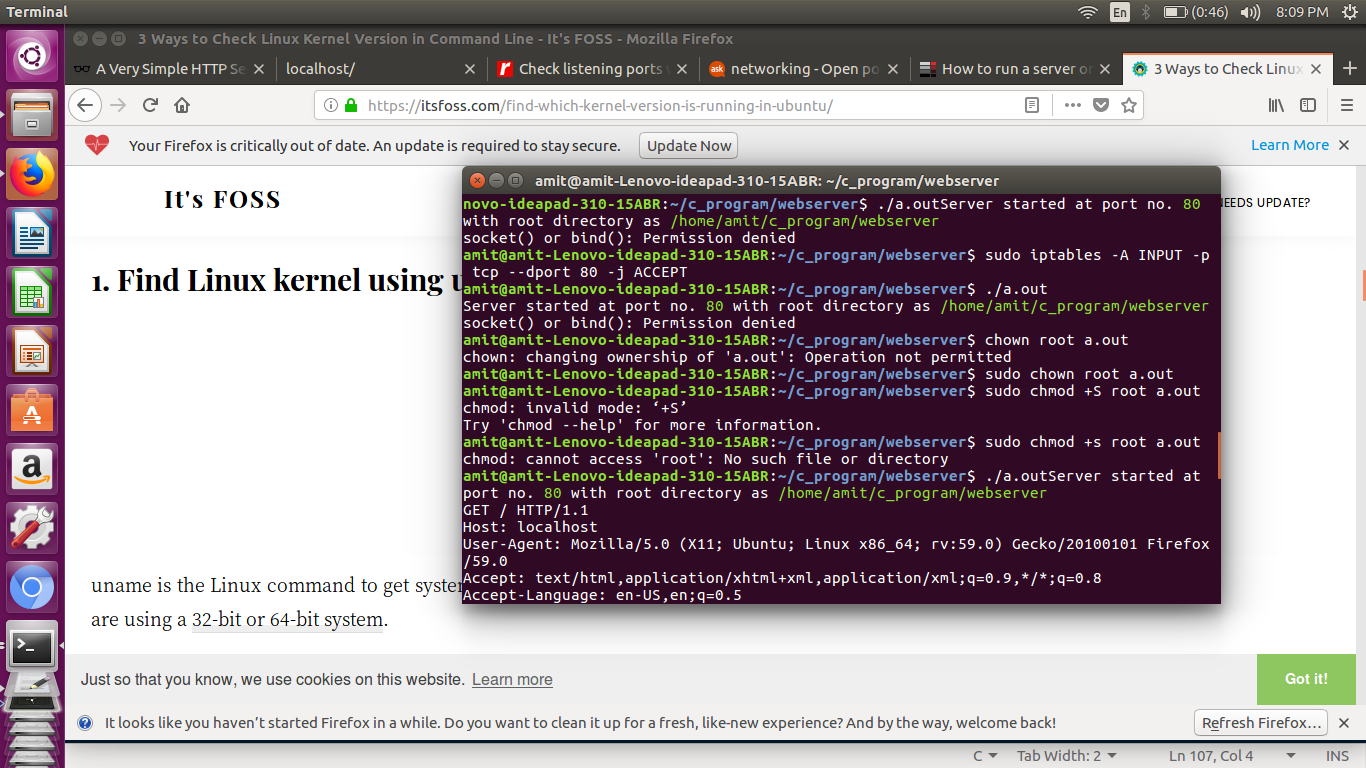 Terminal
En
(0:46)
8:09 PM
3 Ways to Check Linux Kernel Version in Command Line - It's FOSS - Mozilla Firefox
A Very Simple HTTP Se
localhost/
Check listening ports
ask
networking - Open po
How to run a server or
3 Ways to Check Linux
https://itsfoss.com/find-which-kernel-version-is-running-in-ubuntu/
Your Firefox is critically out of date. An update is required to stay secure.
Update Now
Learn More
It's FOSS
NEEDS UPDATE?
1. Find Linux kernel using u
amit@amit-Lenovo-ideapad-310-15ABR: ~/c_program/webserver
novo-ideapad-310-15ABR:~/c_program/webserver$ ./a.outServer started at port no. 80
with root directory as /home/amit/c_program/webserver
socket() or bind(): Permission denied
amit@amit-Lenovo-ideapad-310-15ABR:~/c_program/webserver$ sudo iptables -A INPUT -p
tcp --dport 80 -j ACCEPT
amit@amit-Lenovo-ideapad-310-15ABR:~/c_program/webserver$ ./a.out
Server started at port no. 80 with root directory as /home/amit/c_program/webserver
socket() or bind(): Permission denied
amit@amit-Lenovo-ideapad-310-15ABR:~/c_program/webserver$ chown root a.out
chown: changing ownership of 'a.out': Operation not permitted
amit@amit-Lenovo-ideapad-310-15ABR:~/c_program/webserver$ sudo chown root a.out
amit@amit-Lenovo-ideapad-310-15ABR:~/c_program/webserver$ sudo chmod +S root a.out
chmod: invalid mode: ‘+S’
Try 'chmod --help' for more information.
amit@amit-Lenovo-ideapad-310-15ABR:~/c_program/webserver$ sudo chmod +s root a.out
chmod: cannot access 'root': No such file or directory
amit@amit-Lenovo-ideapad-310-15ABR:~/c_program/webserver$ ./a.outServer started at
port no. 80 with root directory as /home/amit/c_program/webserver
GET / HTTP/1.1
Host: localhost
User-Agent: Mozilla/5.0 (X11; Ubuntu; Linux x86_64; rv:59.0) Gecko/20100101 Firefox
/59.0
Accept: text/html,application/xhtml+xml,application/xml;q=0.9,*/*;q=0.8
Accept-Language: en-US,en;q=0.5
uname is the Linux command to get system
are using a 32-bit or 64-bit system.
Just so that you know, we use cookies on this website. Learn more
Got it!
It looks like you haven’t started Firefox in a while. Do you want to clean it up for a fresh, like-new experience? And by the way, welcome back!
Refresh Firefox…
C
Tab Width: 2
Ln 107, Col 4
INS